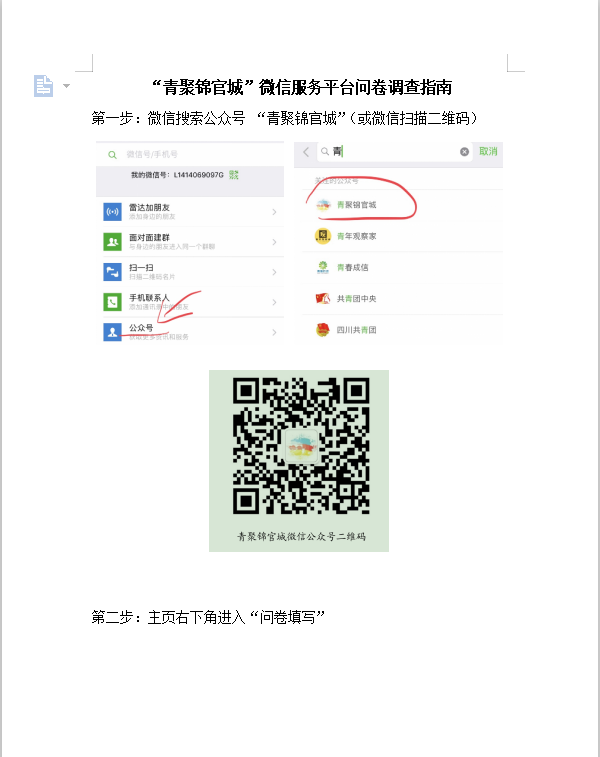 “青聚锦官城”微信服务平台问卷调查指南
第一步：微信搜索公众号 “青聚锦官城”（或微信扫描二维码）
微信号/手机号
我的微信号：L1414069097G
雷达加朋友
添加身边的朋友
面对面建群
与身边的朋友进入同一个群聊
扫一扫
扫描二维码名片
手机联系人
添加通讯录中的朋友
公众号
获取更多资讯和服务
青
取消
关注的公众号
青聚锦官城
青年观察家
青春成信
共青团中央
四川共青团
青聚锦官城微信公众号二维码
第二步：主页右下角进入“问卷填写”